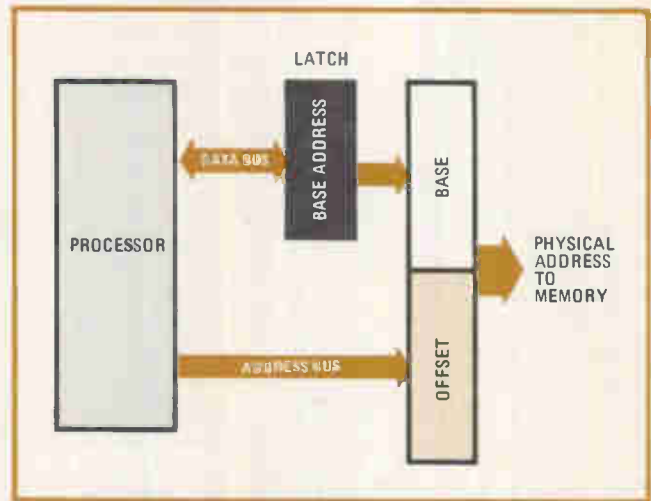 LATCH
DATA BUS
BASE ADDRESS
BASE
PROCESSOR
PHYSICAL
ADDRESS
TO
MEMORY
ADDRESS BUS
OFFSET